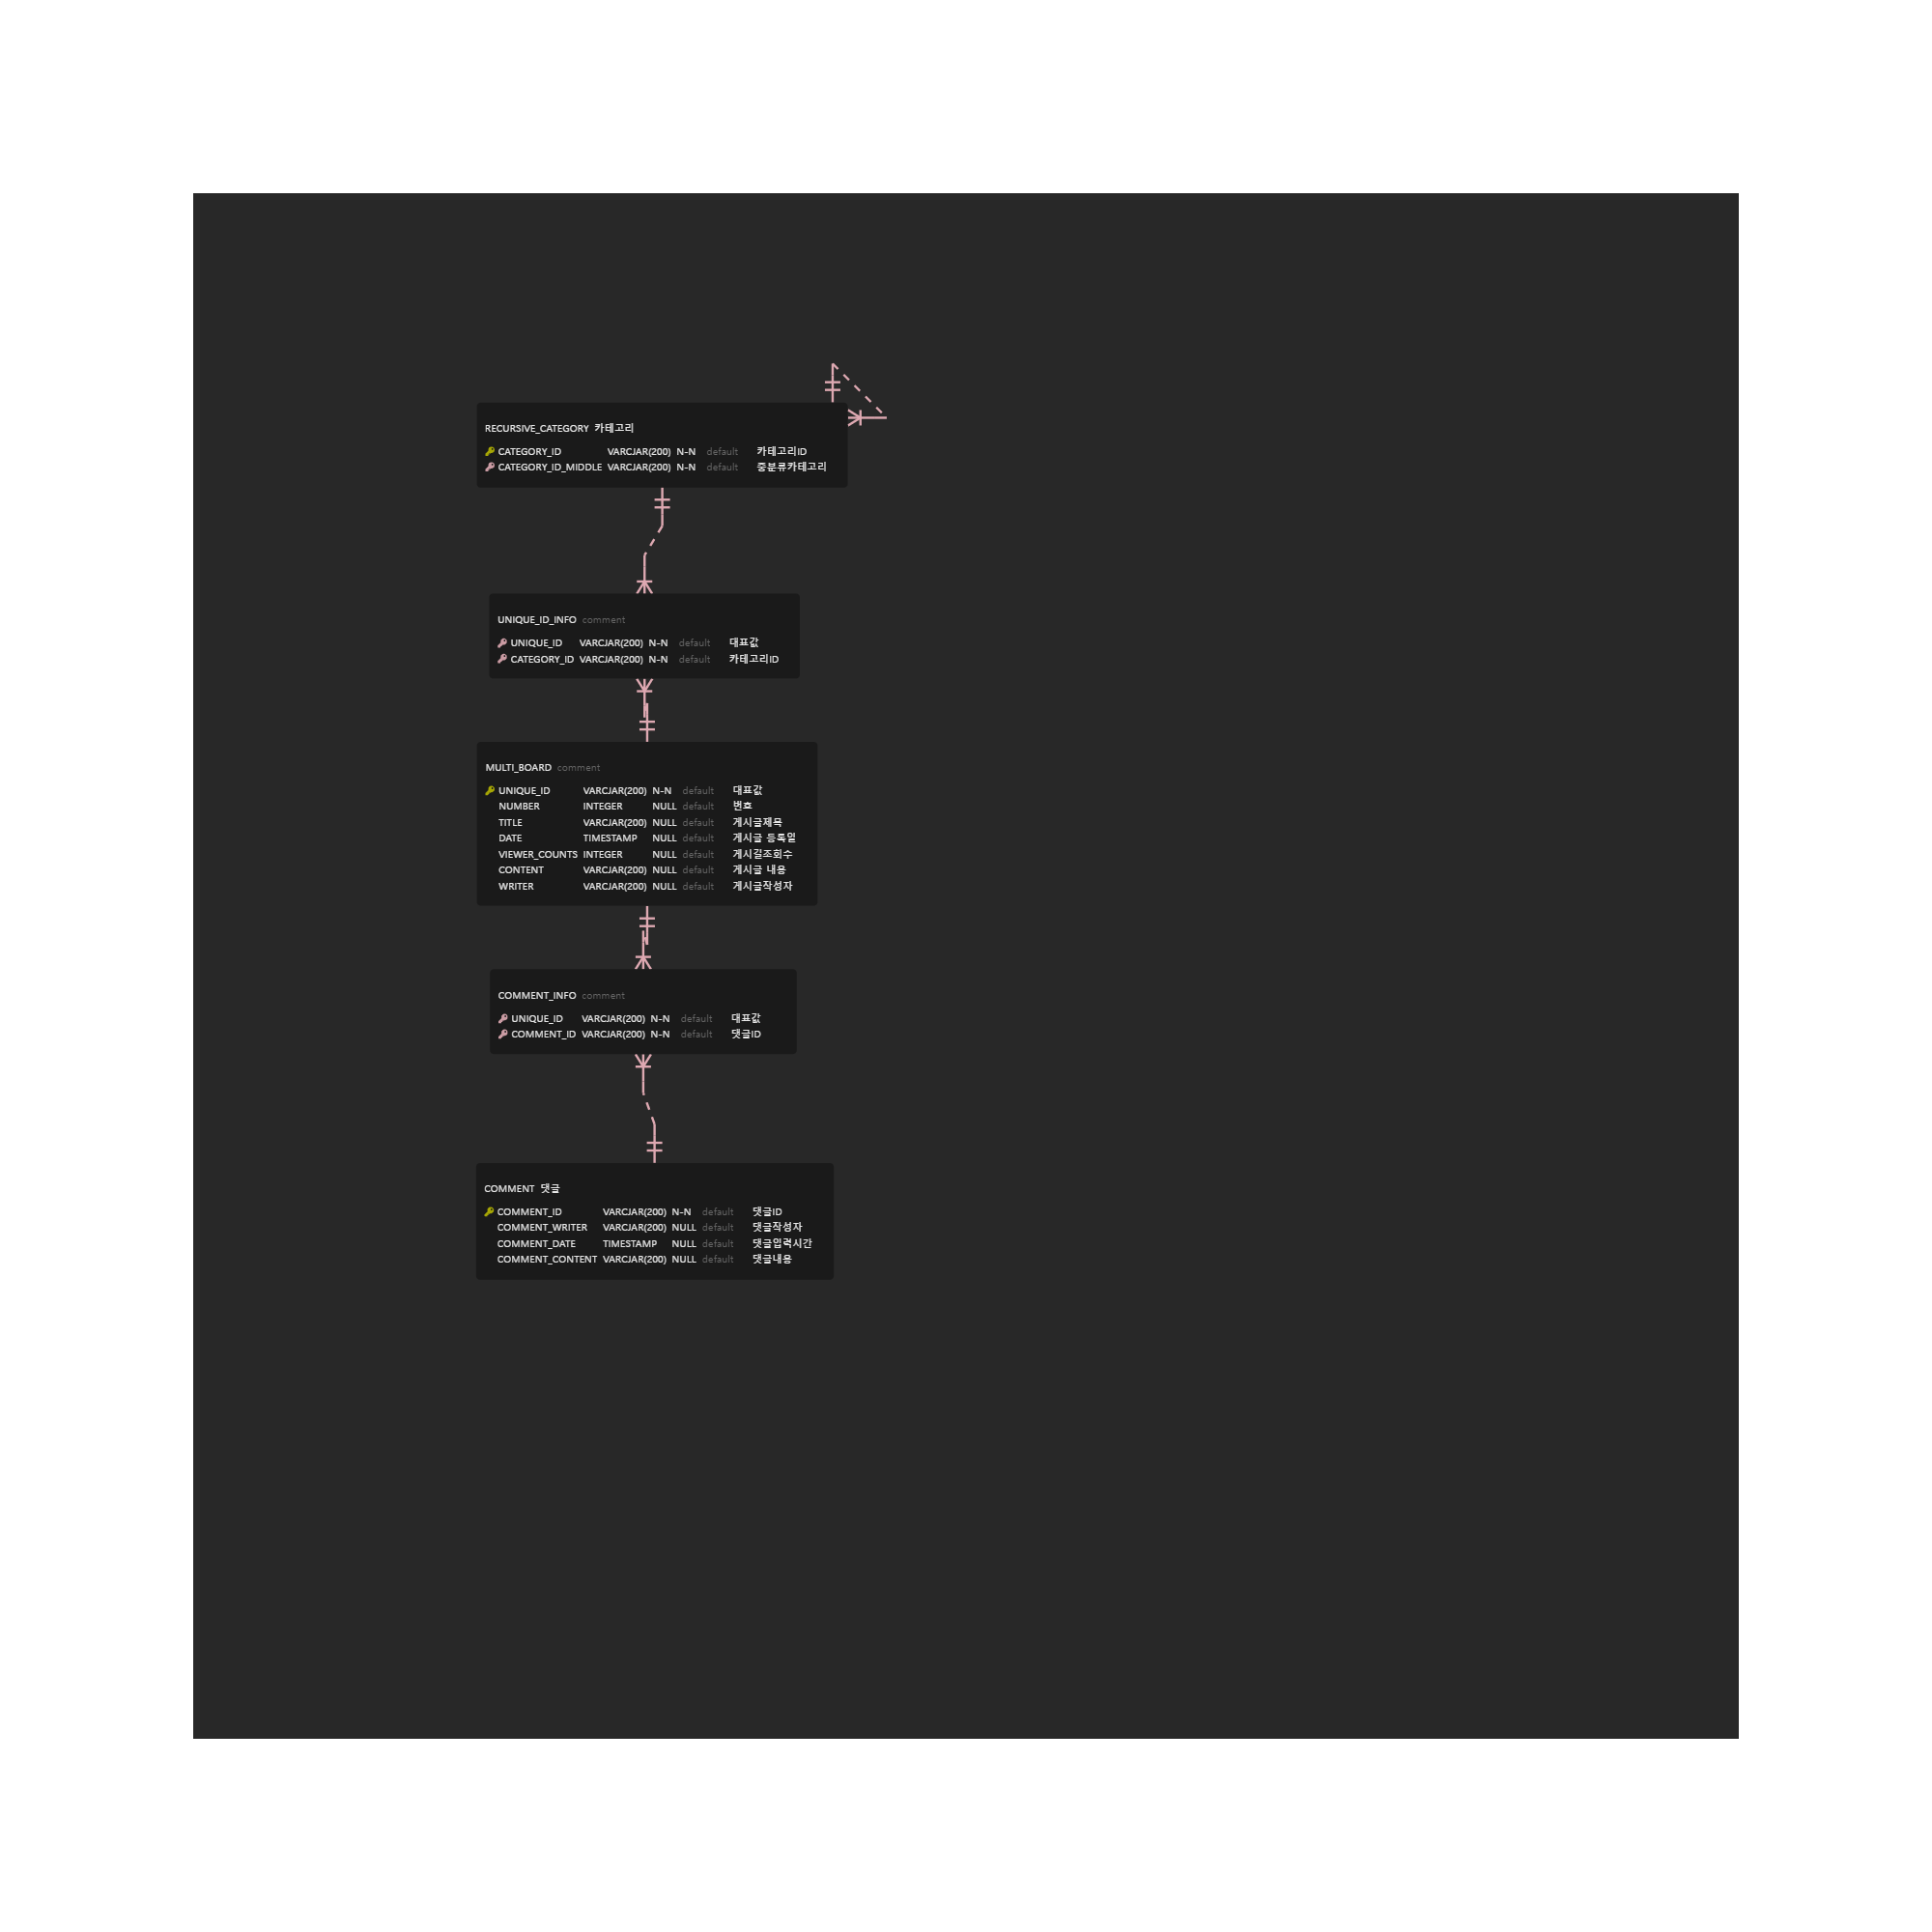 RECURSIVE_CATEGORY 카테고리
CATEGORY_ID VARCJAR(200) N-N default 카테고리ID
CATEGORY_ID_MIDDLE VARCJAR(200) N-N default 중분류카테고리
UNIQUE_ID_INFO comment
UNIQUE_ID VARCJAR(200) N-N default 대표값
CATEGORY_ID VARCJAR(200) N-N default 카테고리ID
MULTI_BOARD comment
UNIQUE_ID VARCJAR(200) N-N default 대표값
NUMBER INTEGER NULL default 번호
TITLE VARCJAR(200) NULL default 게시글제목
DATE TIMESTAMP NULL default 게시글 등록일
VIEWER_COUNTS INTEGER NULL default 게시길조회수
CONTENT VARCJAR(200) NULL default 게시글 내용
WRITER VARCJAR(200) NULL default 게시글작성자
COMMENT_INFO comment
UNIQUE_ID VARCJAR(200) N-N default 대표값
COMMENT_ID VARCJAR(200) N-N default 댓글ID
COMMENT 댓글
COMMENT_ID VARCJAR(200) N-N default 댓글ID
COMMENT_WRITER VARCJAR(200) NULL default 댓글작성자
COMMENT_DATE TIMESTAMP NULL default 댓글입력시간
COMMENT_CONTENT VARCJAR(200) NULL default 댓글내용